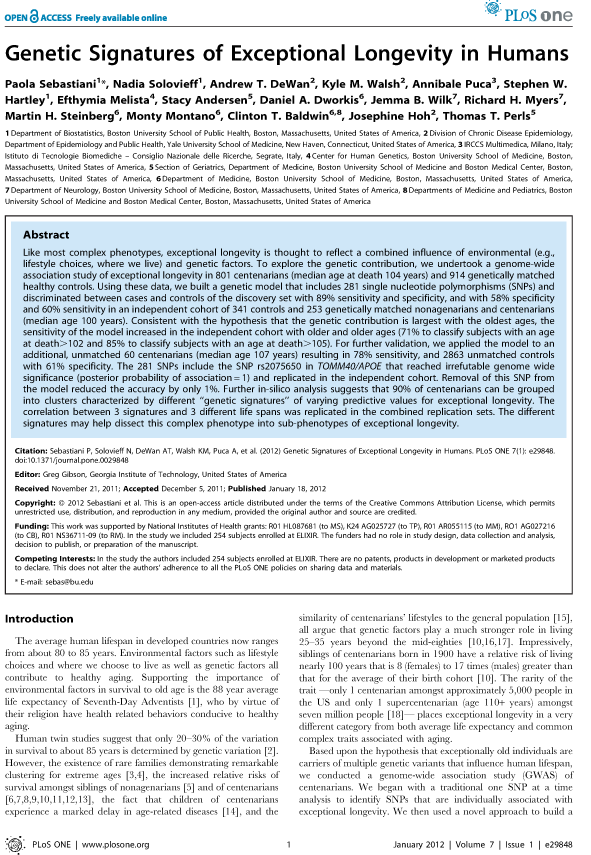 OPEN ACCESS Freely available online
PLoS one
Genetic Signatures of Exceptional Longevity in Humans
Paola Sebastiani1*, Nadia Solovieff1, Andrew T. DeWan2, Kyle M. Walsh2, Annibale Puca3, Stephen W.
Hartley1, Efthymia Melista4, Stacy Andersen5, Daniel A. Dworkis6, Jemma B. Wilk7, Richard H. Myers7,
Martin H. Steinberg6, Monty Montano6, Clinton T. Baldwin6,8, Josephine Hoh2, Thomas T. Perls5
1 Department of Biostatistics, Boston University School of Public Health, Boston, Massachusetts, United States of America, 2 Division of Chronic Disease Epidemiology,
Department of Epidemiology and Public Health, Yale University School of Medicine, New Haven, Connecticut, United States of America, 3 IRCCS Multimedica, Milano, Italy;
Istituto di Tecnologie Biomediche – Consiglio Nazionale delle Ricerche, Segrate, Italy, 4 Center for Human Genetics, Boston University School of Medicine, Boston,
Massachusetts, United States of America, 5 Section of Geriatrics, Department of Medicine, Boston University School of Medicine and Boston Medical Center, Boston,
Massachusetts, United States of America, 6 Department of Medicine, Boston University School of Medicine, Boston, Massachusetts, United States of America,
7 Department of Neurology, Boston University School of Medicine, Boston, Massachusetts, United States of America, 8 Departments of Medicine and Pediatrics, Boston
University School of Medicine and Boston Medical Center, Boston, Massachusetts, United States of America
Abstract
Like most complex phenotypes, exceptional longevity is thought to reflect a combined influence of environmental (e.g.,
lifestyle choices, where we live) and genetic factors. To explore the genetic contribution, we undertook a genome-wide
association study of exceptional longevity in 801 centenarians (median age at death 104 years) and 914 genetically matched
healthy controls. Using these data, we built a genetic model that includes 281 single nucleotide polymorphisms (SNPs) and
discriminated between cases and controls of the discovery set with 89% sensitivity and specificity, and with 58% specificity
and 60% sensitivity in an independent cohort of 341 controls and 253 genetically matched nonagenarians and centenarians
(median age 100 years). Consistent with the hypothesis that the genetic contribution is largest with the oldest ages, the
sensitivity of the model increased in the independent cohort with older and older ages (71% to classify subjects with an age
at death>102 and 85% to classify subjects with an age at death>105). For further validation, we applied the model to an
additional, unmatched 60 centenarians (median age 107 years) resulting in 78% sensitivity, and 2863 unmatched controls
with 61% specificity. The 281 SNPs include the SNP rs2075650 in TOMM40/APOE that reached irrefutable genome wide
significance (posterior probability of association = 1) and replicated in the independent cohort. Removal of this SNP from
the model reduced the accuracy by only 1%. Further in-silico analysis suggests that 90% of centenarians can be grouped
into clusters characterized by different "genetic signatures" of varying predictive values for exceptional longevity. The
correlation between 3 signatures and 3 different life spans was replicated in the combined replication sets. The different
signatures may help dissect this complex phenotype into sub-phenotypes of exceptional longevity.
Citation: Sebastiani P, Solovieff N, DeWan AT, Walsh KM, Puca A, et al. (2012) Genetic Signatures of Exceptional Longevity in Humans. PLoS ONE 7(1): e29848.
doi:10.1371/journal.pone.0029848
Editor: Greg Gibson, Georgia Institute of Technology, United States of America
Received November 21, 2011; Accepted December 5, 2011; Published January 18, 2012
Copyright: © 2012 Sebastiani et al. This is an open-access article distributed under the terms of the Creative Commons Attribution License, which permits
unrestricted use, distribution, and reproduction in any medium, provided the original author and source are credited.
Funding: This work was supported by National Institutes of Health grants: R01 HL087681 (to MS), K24 AG025727 (to TP), R01 AR055115 (to MM), RO1 AG027216
(to CB), R01 NS36711-09 (to RM). In the study we included 254 subjects enrolled at ELIXIR. The funders had no role in study design, data collection and analysis,
decision to publish, or preparation of the manuscript.
Competing Interests: In the study the authors included 254 subjects enrolled at ELIXIR. There are no patents, products in development or marketed products
to declare. This does not alter the authors' adherence to all the PLoS ONE policies on sharing data and materials.
* E-mail: sebas@bu.edu
Introduction
The average human lifespan in developed countries now ranges
from about 80 to 85 years. Environmental factors such as lifestyle
choices and where we choose to live as well as genetic factors all
contribute to healthy aging. Supporting the importance of
environmental factors in survival to old age is the 88 year average
life expectancy of Seventh-Day Adventists [1], who by virtue of
their religion have health related behaviors conducive to healthy
aging.
Human twin studies suggest that only 20–30% of the variation
in survival to about 85 years is determined by genetic variation [2].
However, the existence of rare families demonstrating remarkable
clustering for extreme ages [3,4], the increased relative risks of
survival amongst siblings of nonagenarians [5] and of centenarians
[6,7,8,9,10,11,12,13], the fact that children of centenarians
experience a marked delay in age-related diseases [14], and the
similarity of centenarians' lifestyles to the general population [15],
all argue that genetic factors play a much stronger role in living
25–35 years beyond the mid-eighties [10,16,17]. Impressively,
siblings of centenarians born in 1900 have a relative risk of living
nearly 100 years that is 8 (females) to 17 times (males) greater than
that for the average of their birth cohort [10]. The rarity of the
trait —only 1 centenarian amongst approximately 5,000 people in
the US and only 1 supercentenarian (age 110+ years) amongst
seven million people [18]— places exceptional longevity in a very
different category from both average life expectancy and common
complex traits associated with aging.
Based upon the hypothesis that exceptionally old individuals are
carriers of multiple genetic variants that influence human lifespan,
we conducted a genome-wide association study (GWAS) of
centenarians. We began with a traditional one SNP at a time
analysis to identify SNPs that are individually associated with
exceptional longevity. We then used a novel approach to build a
PLoS ONE | www.plosone.org
1
January 2012 | Volume 7 | Issue 1 | e29848